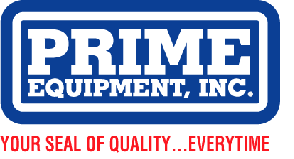 PRIME
EQUIPMENT, INC.
YOUR SEAL OF QUALITY...EVERYTIME